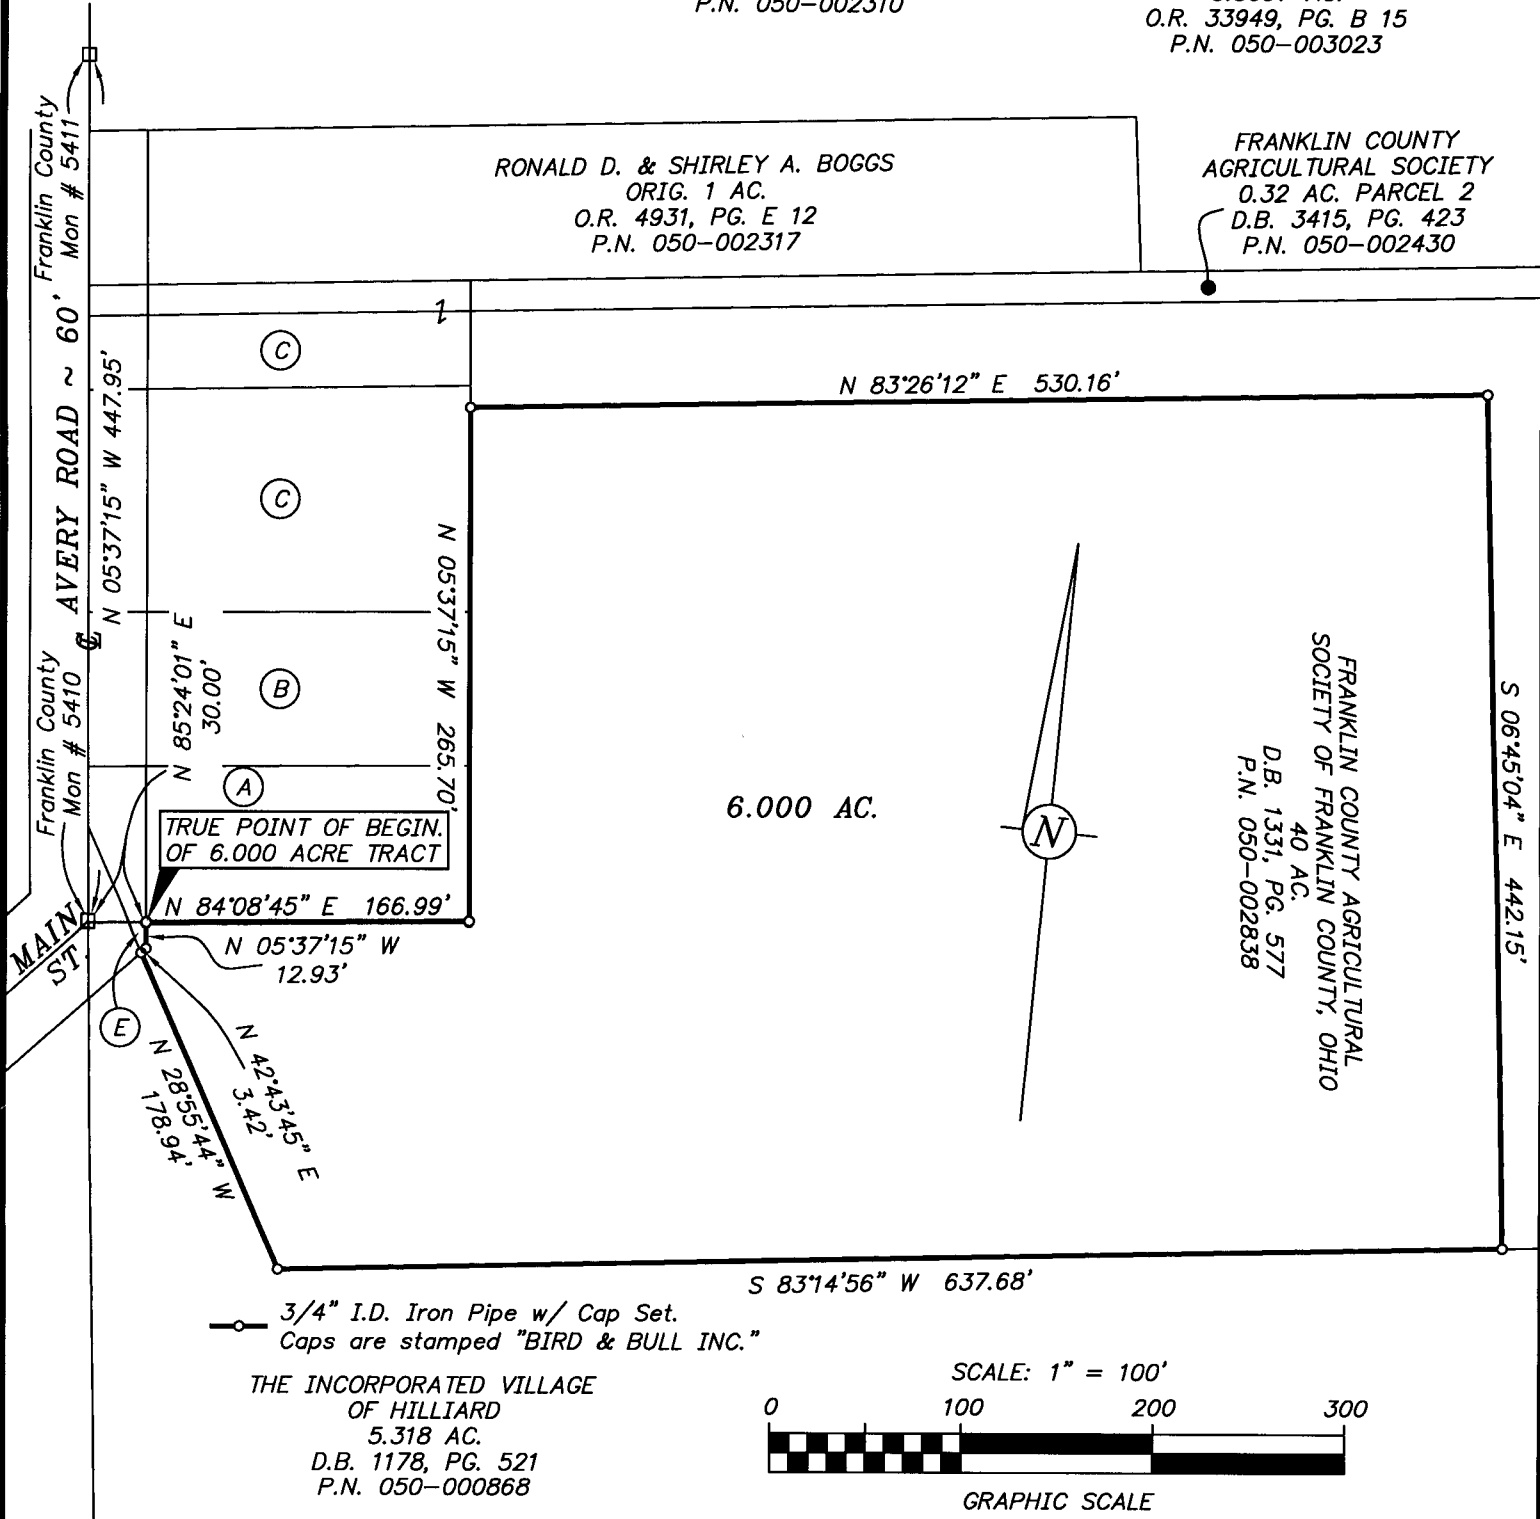 P.N. 050-002310
O.R. 33949, PG. B 15
P.N. 050-003023
Franklin County
Mon # 5411
RONALD D. & SHIRLEY A. BOGGS
ORIG. 1 AC.
O.R. 4931, PG. E 12
P.N. 050-002317
FRANKLIN COUNTY
AGRICULTURAL SOCIETY
0.32 AC. PARCEL 2
D.B. 3415, PG. 423
P.N. 050-002430
℄ AVERY ROAD ~ 60'
N 05°37'15" W 447.95'
C
C
B
A
N 83°26'12" E 530.16'
N 05°37'15" W 265.70'
N 85°24'01" E
30.00'
Franklin County
Mon # 5410
TRUE POINT OF BEGIN.
OF 6.000 ACRE TRACT
6.000 AC.
N
FRANKLIN COUNTY AGRICULTURAL
SOCIETY OF FRANKLIN COUNTY, OHIO
40 AC.
D.B. 1331, PG. 577
P.N. 050-002838
S 06°45'04" E 442.15'
N 84°08'45" E 166.99'
MAIN
ST.
N 05°37'15" W
12.93'
E
N 42°43'45" E
3.42'
N 28°55'44" W
178.94'
S 83°14'56" W 637.68'
3/4" I.D. Iron Pipe w/ Cap Set.
Caps are stamped "BIRD & BULL INC."
THE INCORPORATED VILLAGE
OF HILLIARD
5.318 AC.
D.B. 1178, PG. 521
P.N. 050-000868
SCALE: 1" = 100'
0 100 200 300
GRAPHIC SCALE